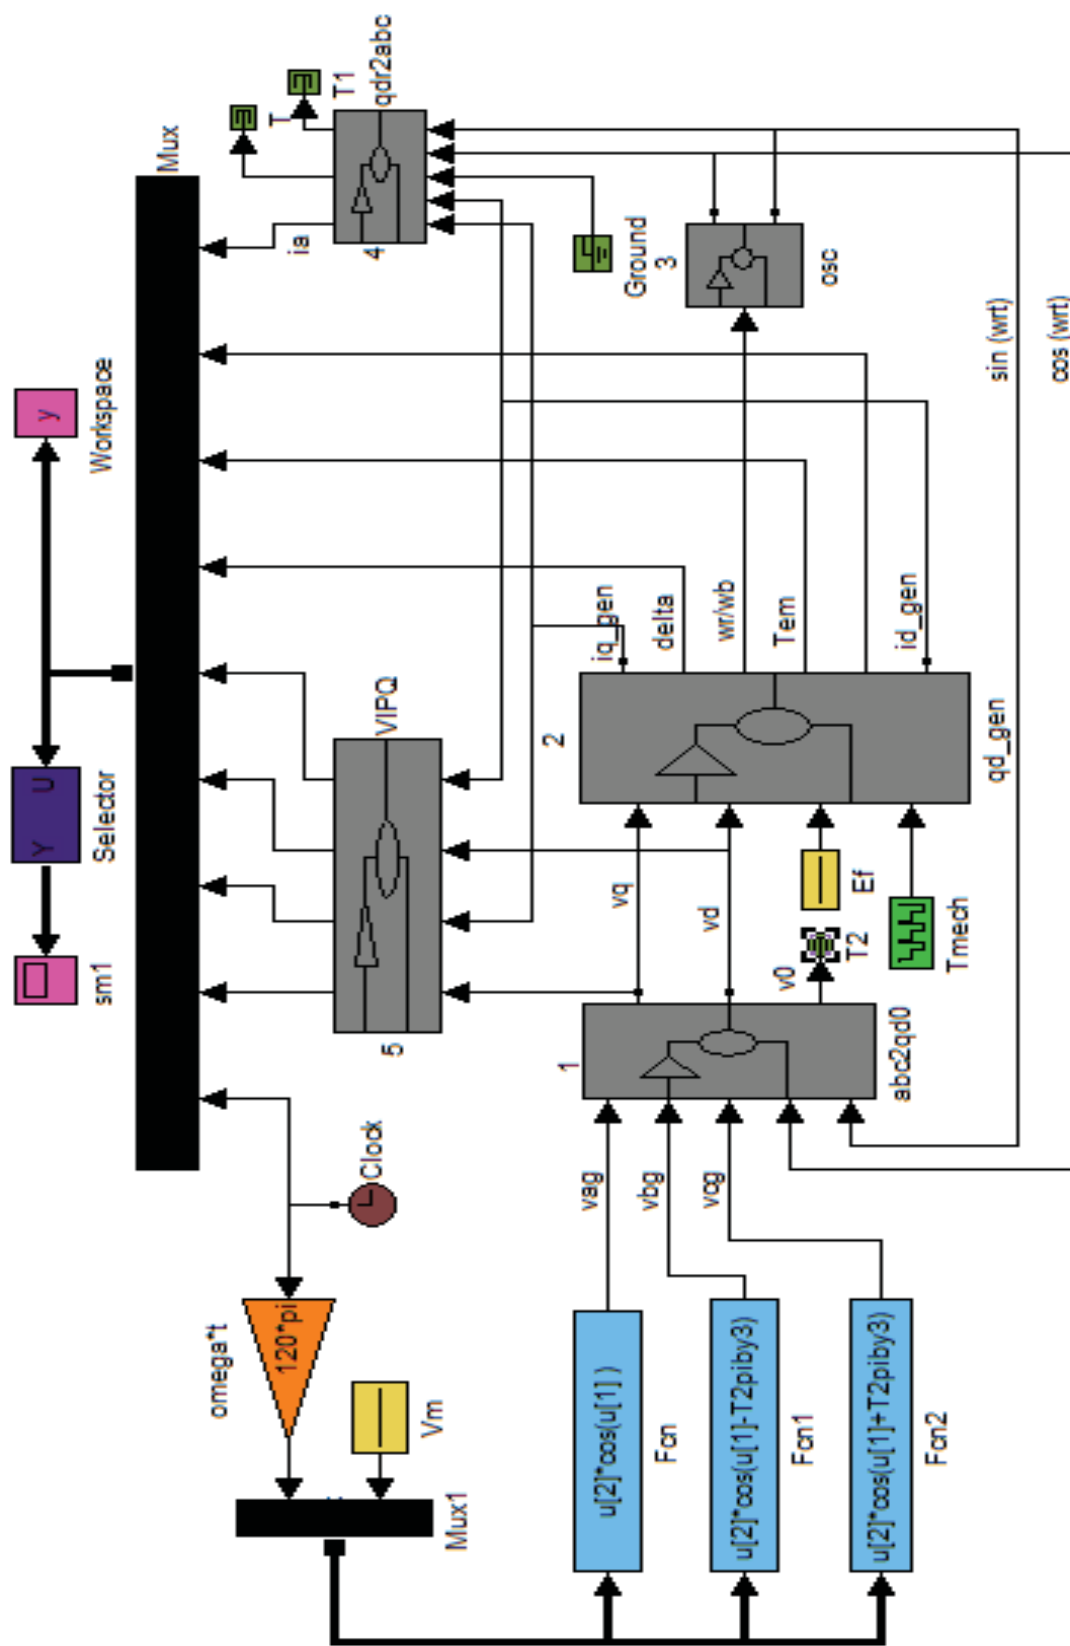 omega*t
120*pi
Vm
Mux1
Clock
u[2]*cos(u[1] )
Fcn
u[2]*cos(u[1]-T2piby3)
Fcn1
u[2]*cos(u[1]+T2piby3)
Fcn2
vag
vbg
vcg
1
abc2qd0
vq
vd
v0
T2
Ef
Tmech
2
qd_gen
iq_gen
delta
wr/wb
Tem
id_gen
sm1
Y U
Selector
y
Workspace
Mux
5
VIPQ
ia
4
T
T1
qdr2abc
Ground
3
osc
sin (wrt)
cos (wrt)